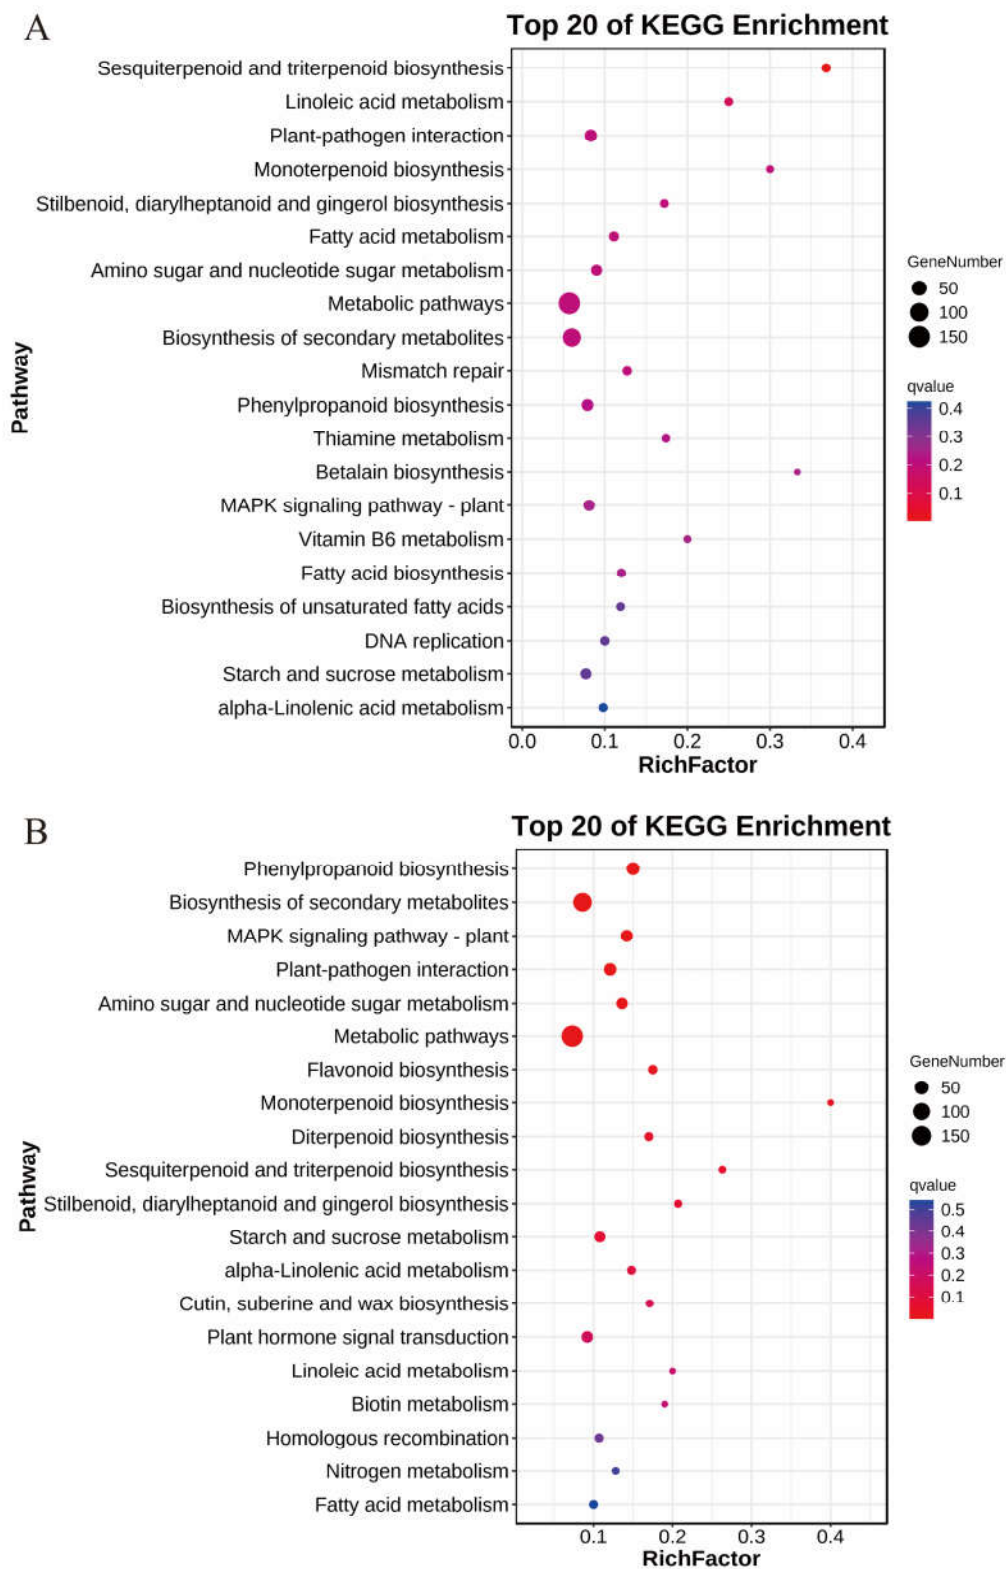 A
Top 20 of KEGG Enrichment
Sesquiterpenoid and triterpenoid biosynthesis
Linoleic acid metabolism
Plant-pathogen interaction
Monoterpenoid biosynthesis
Stilbenoid, diarylheptanoid and gingerol biosynthesis
Fatty acid metabolism
Amino sugar and nucleotide sugar metabolism
Metabolic pathways
Biosynthesis of secondary metabolites
Mismatch repair
Phenylpropanoid biosynthesis
Thiamine metabolism
Betalain biosynthesis
MAPK signaling pathway - plant
Vitamin B6 metabolism
Fatty acid biosynthesis
Biosynthesis of unsaturated fatty acids
DNA replication
Starch and sucrose metabolism
alpha-Linolenic acid metabolism
Pathway
0.0 0.1 0.2 0.3 0.4
RichFactor
GeneNumber
50
100
150
qvalue
0.4
0.3
0.2
0.1
B
Top 20 of KEGG Enrichment
Phenylpropanoid biosynthesis
Biosynthesis of secondary metabolites
MAPK signaling pathway - plant
Plant-pathogen interaction
Amino sugar and nucleotide sugar metabolism
Metabolic pathways
Flavonoid biosynthesis
Monoterpenoid biosynthesis
Diterpenoid biosynthesis
Sesquiterpenoid and triterpenoid biosynthesis
Stilbenoid, diarylheptanoid and gingerol biosynthesis
Starch and sucrose metabolism
alpha-Linolenic acid metabolism
Cutin, suberine and wax biosynthesis
Plant hormone signal transduction
Linoleic acid metabolism
Biotin metabolism
Homologous recombination
Nitrogen metabolism
Fatty acid metabolism
Pathway
0.1 0.2 0.3 0.4
RichFactor
GeneNumber
50
100
150
qvalue
0.5
0.4
0.3
0.2
0.1